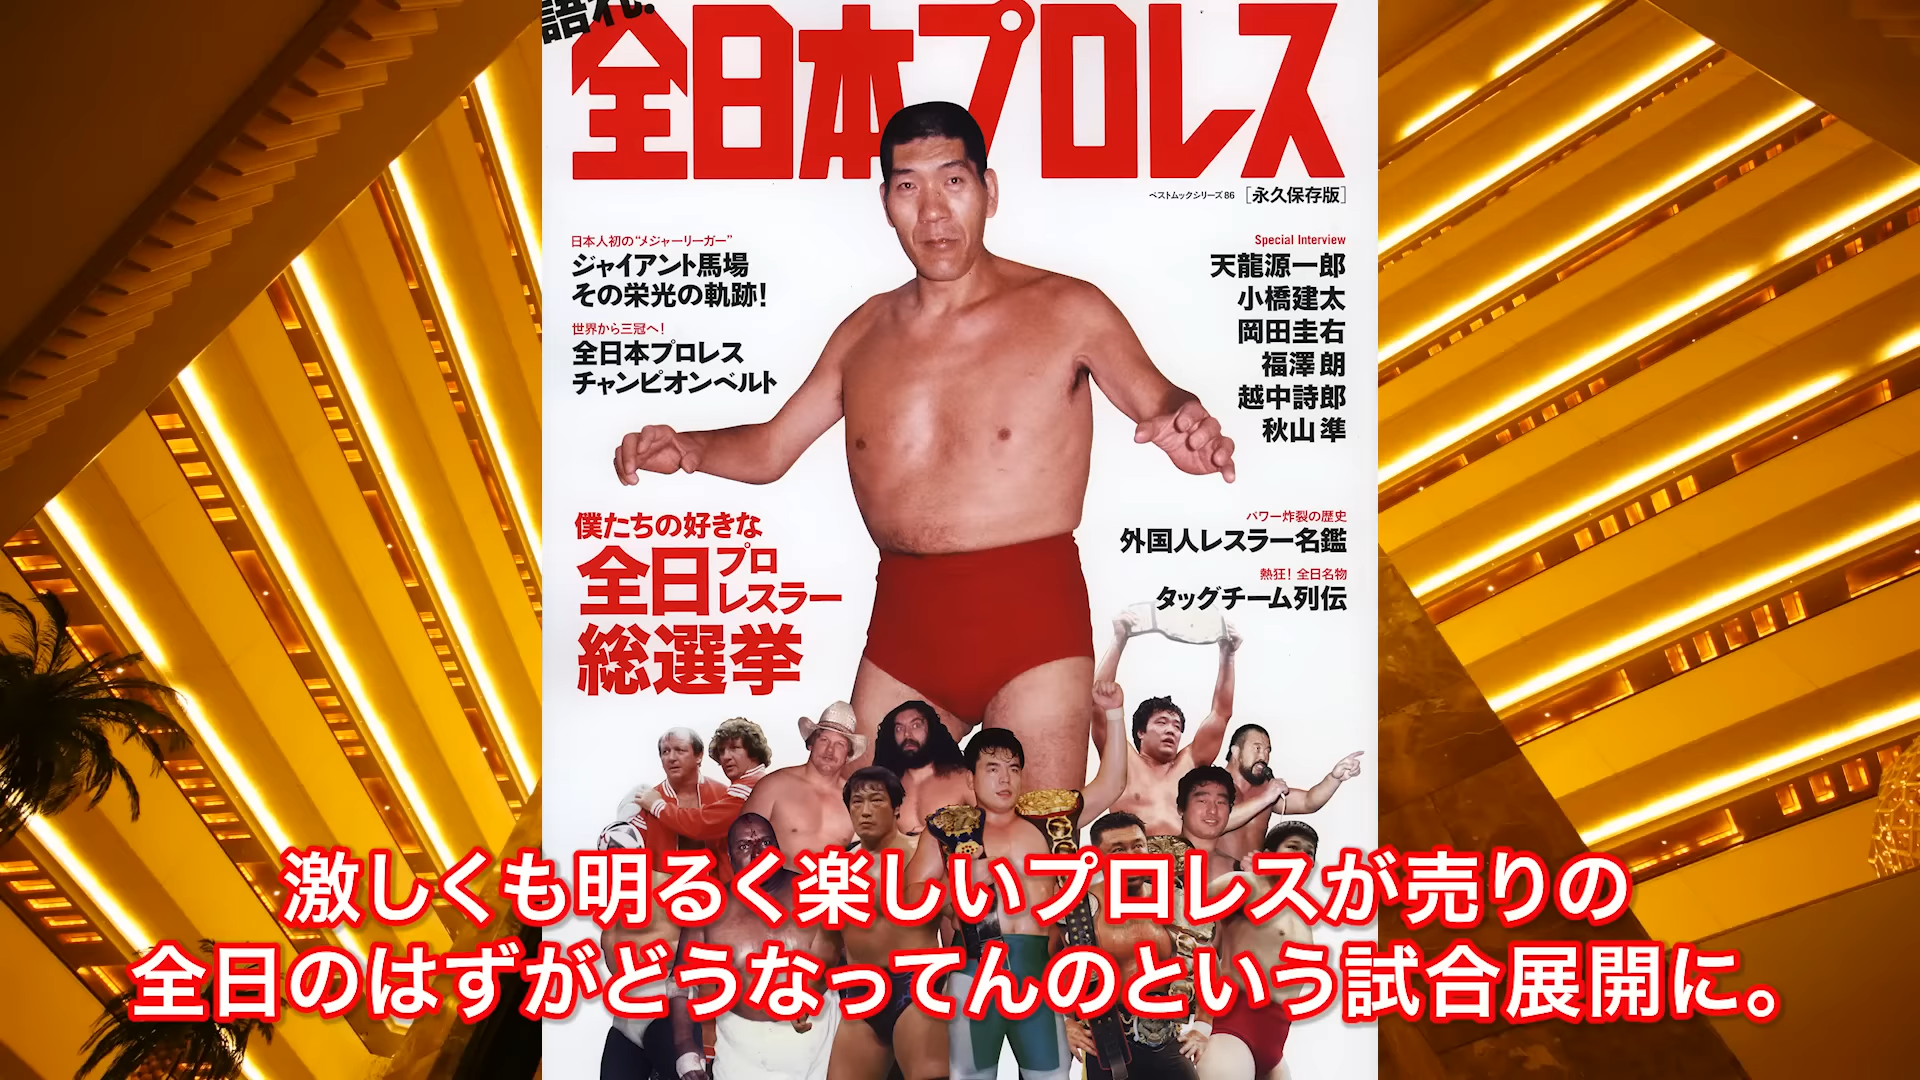 語れ!
全日本プロレス
ベストムックシリーズ86 [永久保存版]
日本人初の“メジャーリーガー”
ジャイアント馬場
その栄光の軌跡!
世界から三冠へ!
全日本プロレス
チャンピオンベルト
Special Interview
天龍源一郎
小橋建太
岡田圭右
福澤 朗
越中詩郎
秋山 準
僕たちの好きな
全日プロレスラー
総選挙
パワー炸裂の歴史
外国人レスラー名鑑
熱狂! 全日名物
タッグチーム列伝
激しくも明るく楽しいプロレスが売りの
全日のはずがどうなってんのという試合展開に。